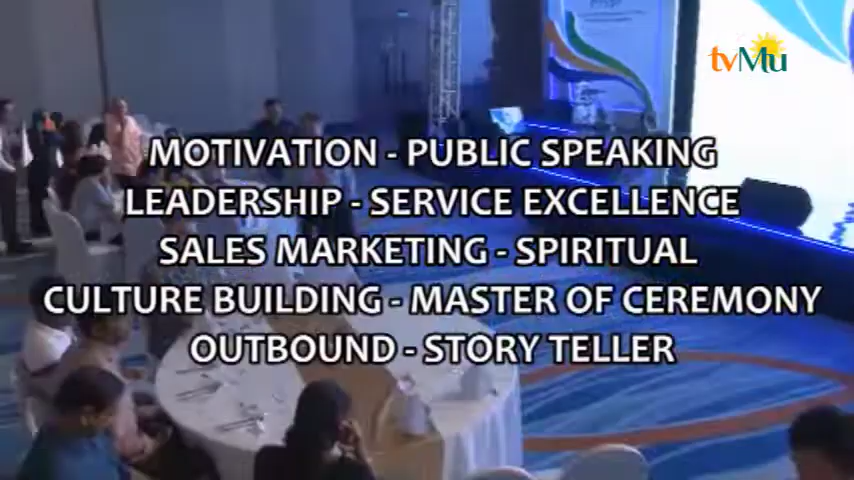 tvMu
MOTIVATION - PUBLIC SPEAKING
LEADERSHIP - SERVICE EXCELLENCE
SALES MARKETING - SPIRITUAL
CULTURE BUILDING - MASTER OF CEREMONY
OUTBOUND - STORY TELLER